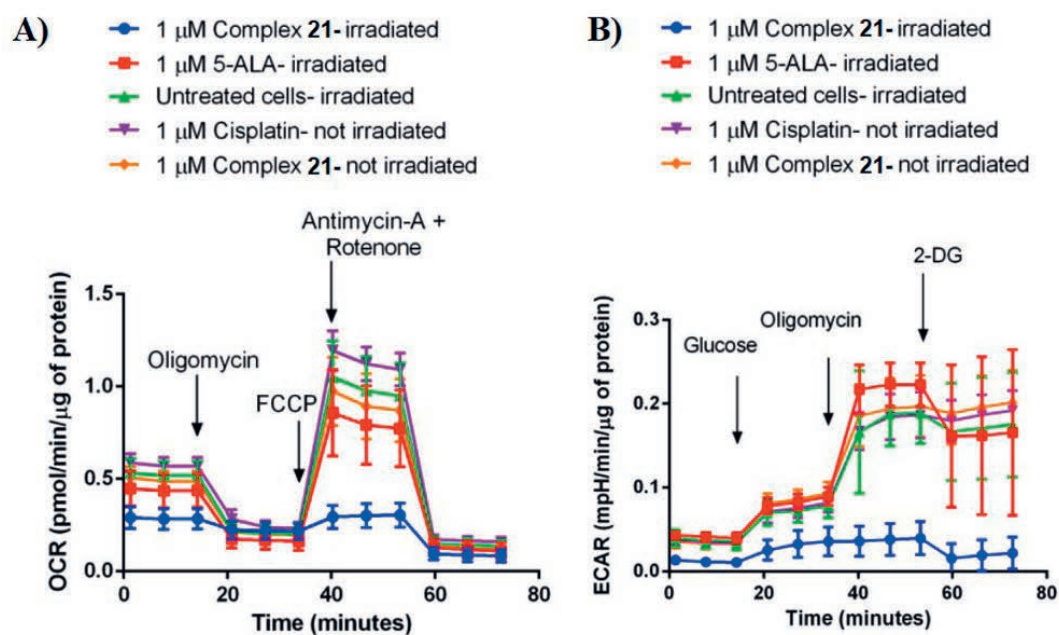 A)
1 µM Complex 21- irradiated
1 µM 5-ALA- irradiated
Untreated cells- irradiated
1 µM Cisplatin- not irradiated
1 µM Complex 21- not irradiated
Antimycin-A +
Rotenone
Oligomycin
FCCP
OCR (pmol/min/µg of protein)
1.5
1.0
0.5
0.0
0 20 40 60 80
Time (minutes)
B)
1 µM Complex 21- irradiated
1 µM 5-ALA- irradiated
Untreated cells- irradiated
1 µM Cisplatin- not irradiated
1 µM Complex 21- not irradiated
2-DG
Oligomycin
Glucose
ECAR (mpH/min/µg of protein)
0.3
0.2
0.1
0.0
0 20 40 60 80
Time (minutes)